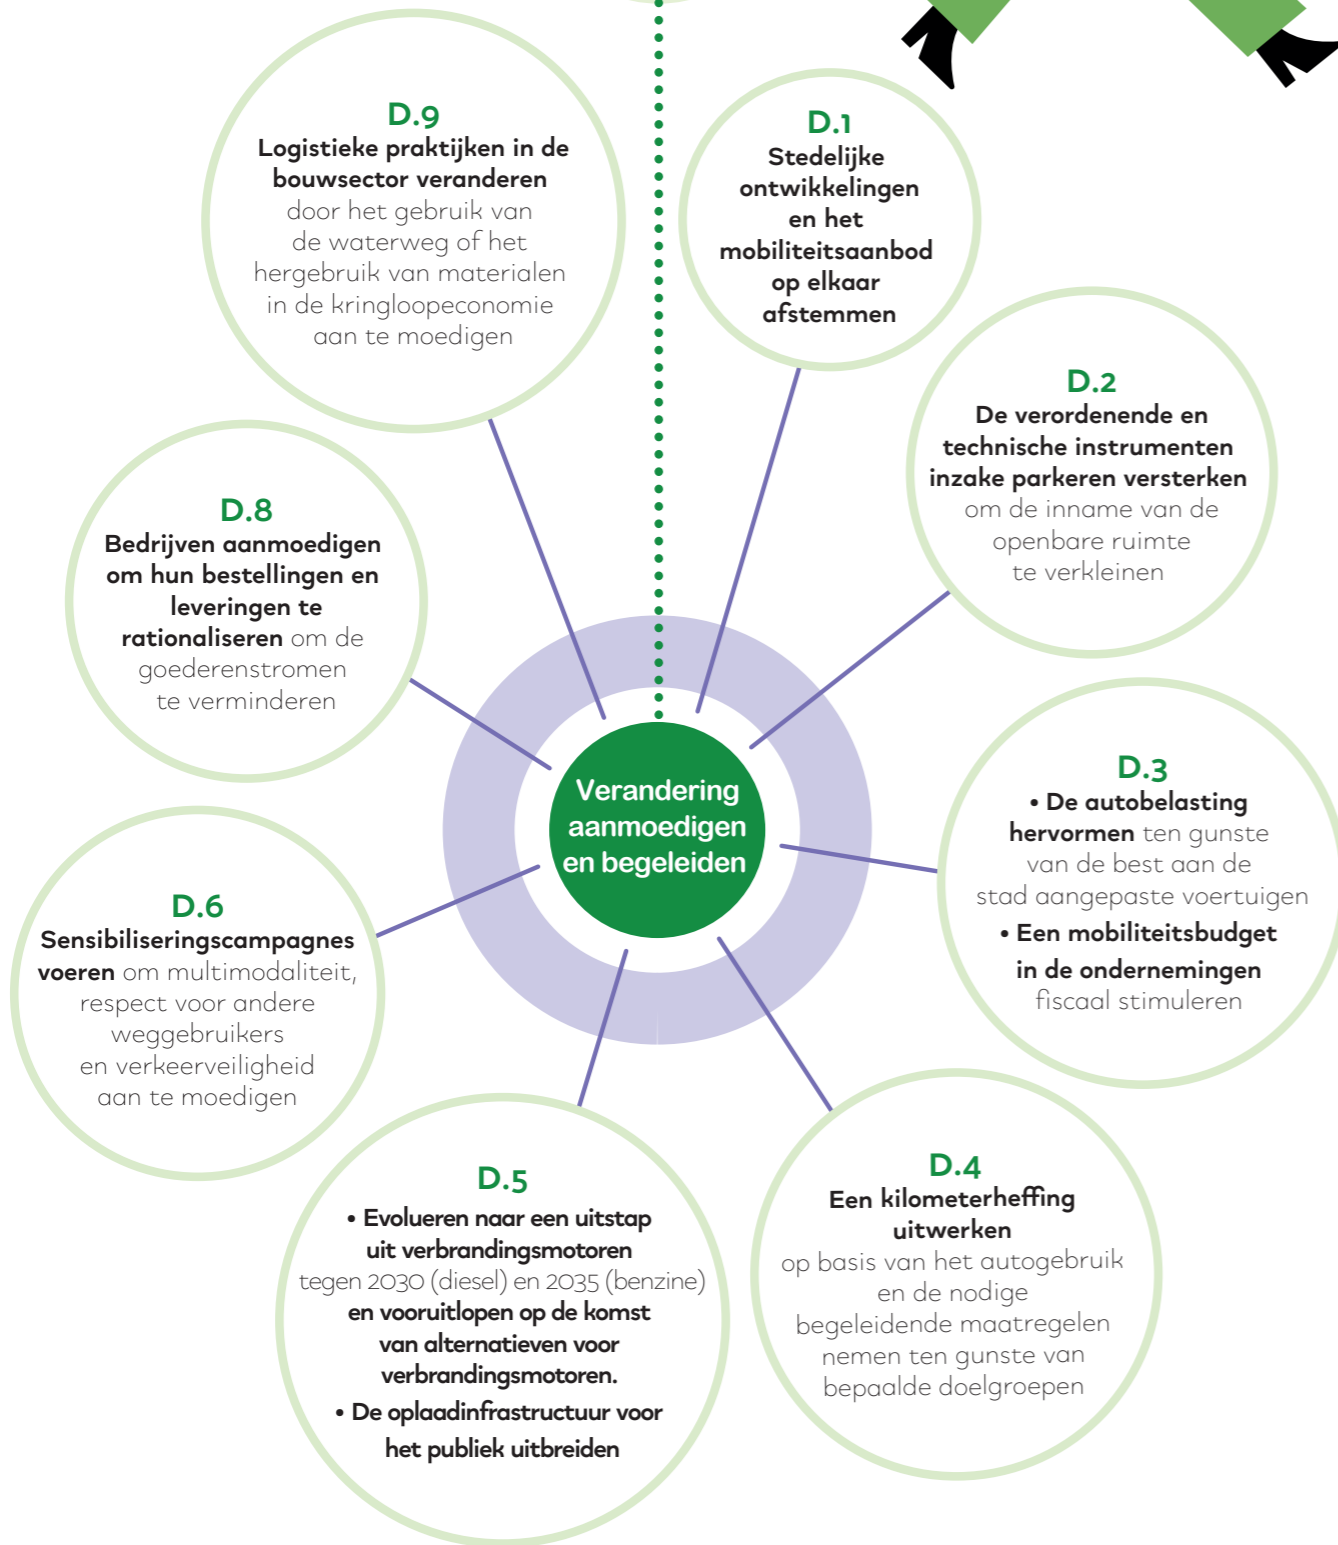 D.9
Logistieke praktijken in de
bouwsector veranderen
door het gebruik van
de waterweg of het
hergebruik van materialen
in de kringloopeconomie
aan te moedigen
D.1
Stedelijke
ontwikkelingen
en het
mobiliteitsaanbod
op elkaar
afstemmen
D.2
De verordenende en
technische instrumenten
inzake parkeren versterken
om de inname van de
openbare ruimte
te verkleinen
D.8
Bedrijven aanmoedigen
om hun bestellingen en
leveringen te
rationaliseren om de
goederenstromen
te verminderen
Verandering
aanmoedigen
en begeleiden
D.3
• De autobelasting
hervormen ten gunste
van de best aan de
stad aangepaste voertuigen
• Een mobiliteitsbudget
in de ondernemingen
fiscaal stimuleren
D.6
Sensibiliseringscampagnes
voeren om multimodaliteit,
respect voor andere
weggebruikers
en verkeerveiligheid
aan te moedigen
D.5
• Evolueren naar een uitstap
uit verbrandingsmotoren
tegen 2030 (diesel) en 2035 (benzine)
en vooruitlopen op de komst
van alternatieven voor
verbrandingsmotoren.
• De oplaadinfrastructuur voor
het publiek uitbreiden
D.4
Een kilometerheffing
uitwerken
op basis van het autogebruik
en de nodige
begeleidende maatregelen
nemen ten gunste van
bepaalde doelgroepen